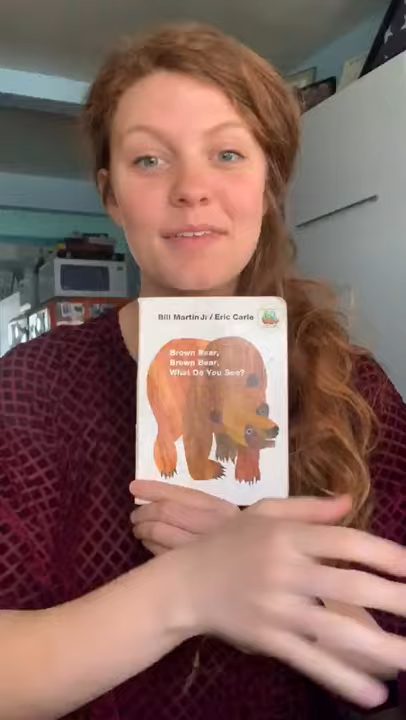 Bill Martin Jr / Eric Carle
Brown Bear,
Brown Bear,
What Do You See?